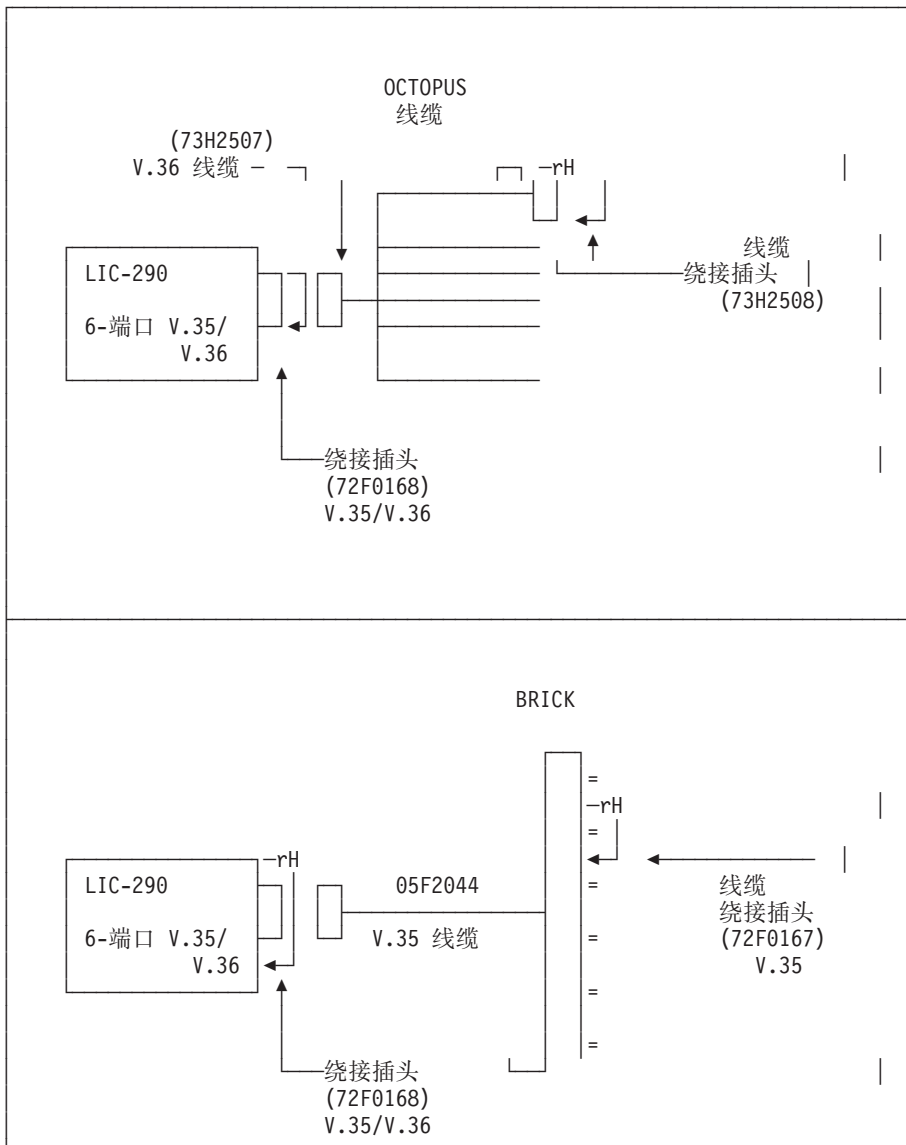 OCTOPUS
线缆
(73H2507)
V.36 线缆
rH
LIC-290
6-端口 V.35/
V.36
线缆
绕接插头
(73H2508)
绕接插头
(72F0168)
V.35/V.36
BRICK
=
rH
=
rH
LIC-290
6-端口 V.35/
V.36
05F2044
V.35 线缆
=
=
=
=
线缆
绕接插头
(72F0167)
V.35
绕接插头
(72F0168)
V.35/V.36